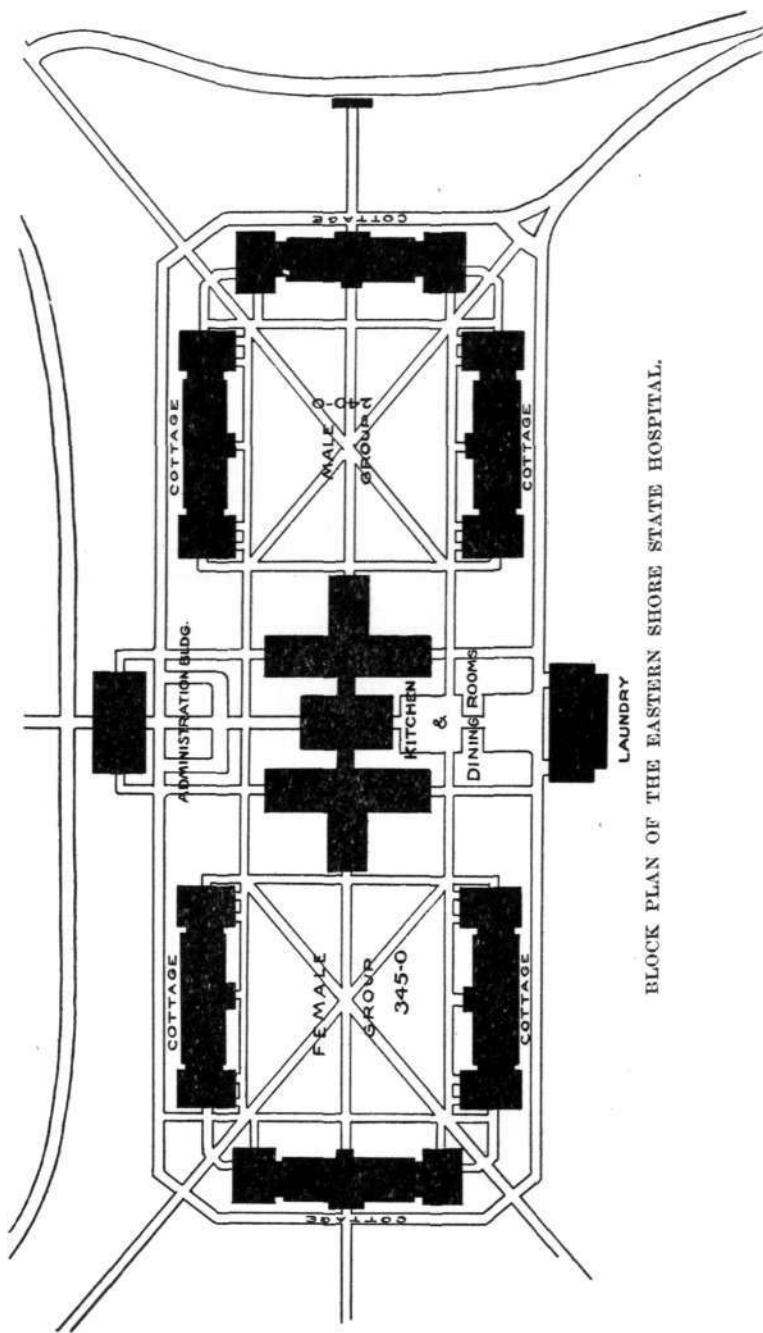 COTTAGE
ADMINISTRATION BLDG.
COTTAGE
COTTAGE
FEMALE
GROUP
345-0
KITCHEN
&
DINING ROOMS
MALE
GROUP
240-0
COTTAGE
COTTAGE
COTTAGE
LAUNDRY
BLOCK PLAN OF THE EASTERN SHORE STATE HOSPITAL.